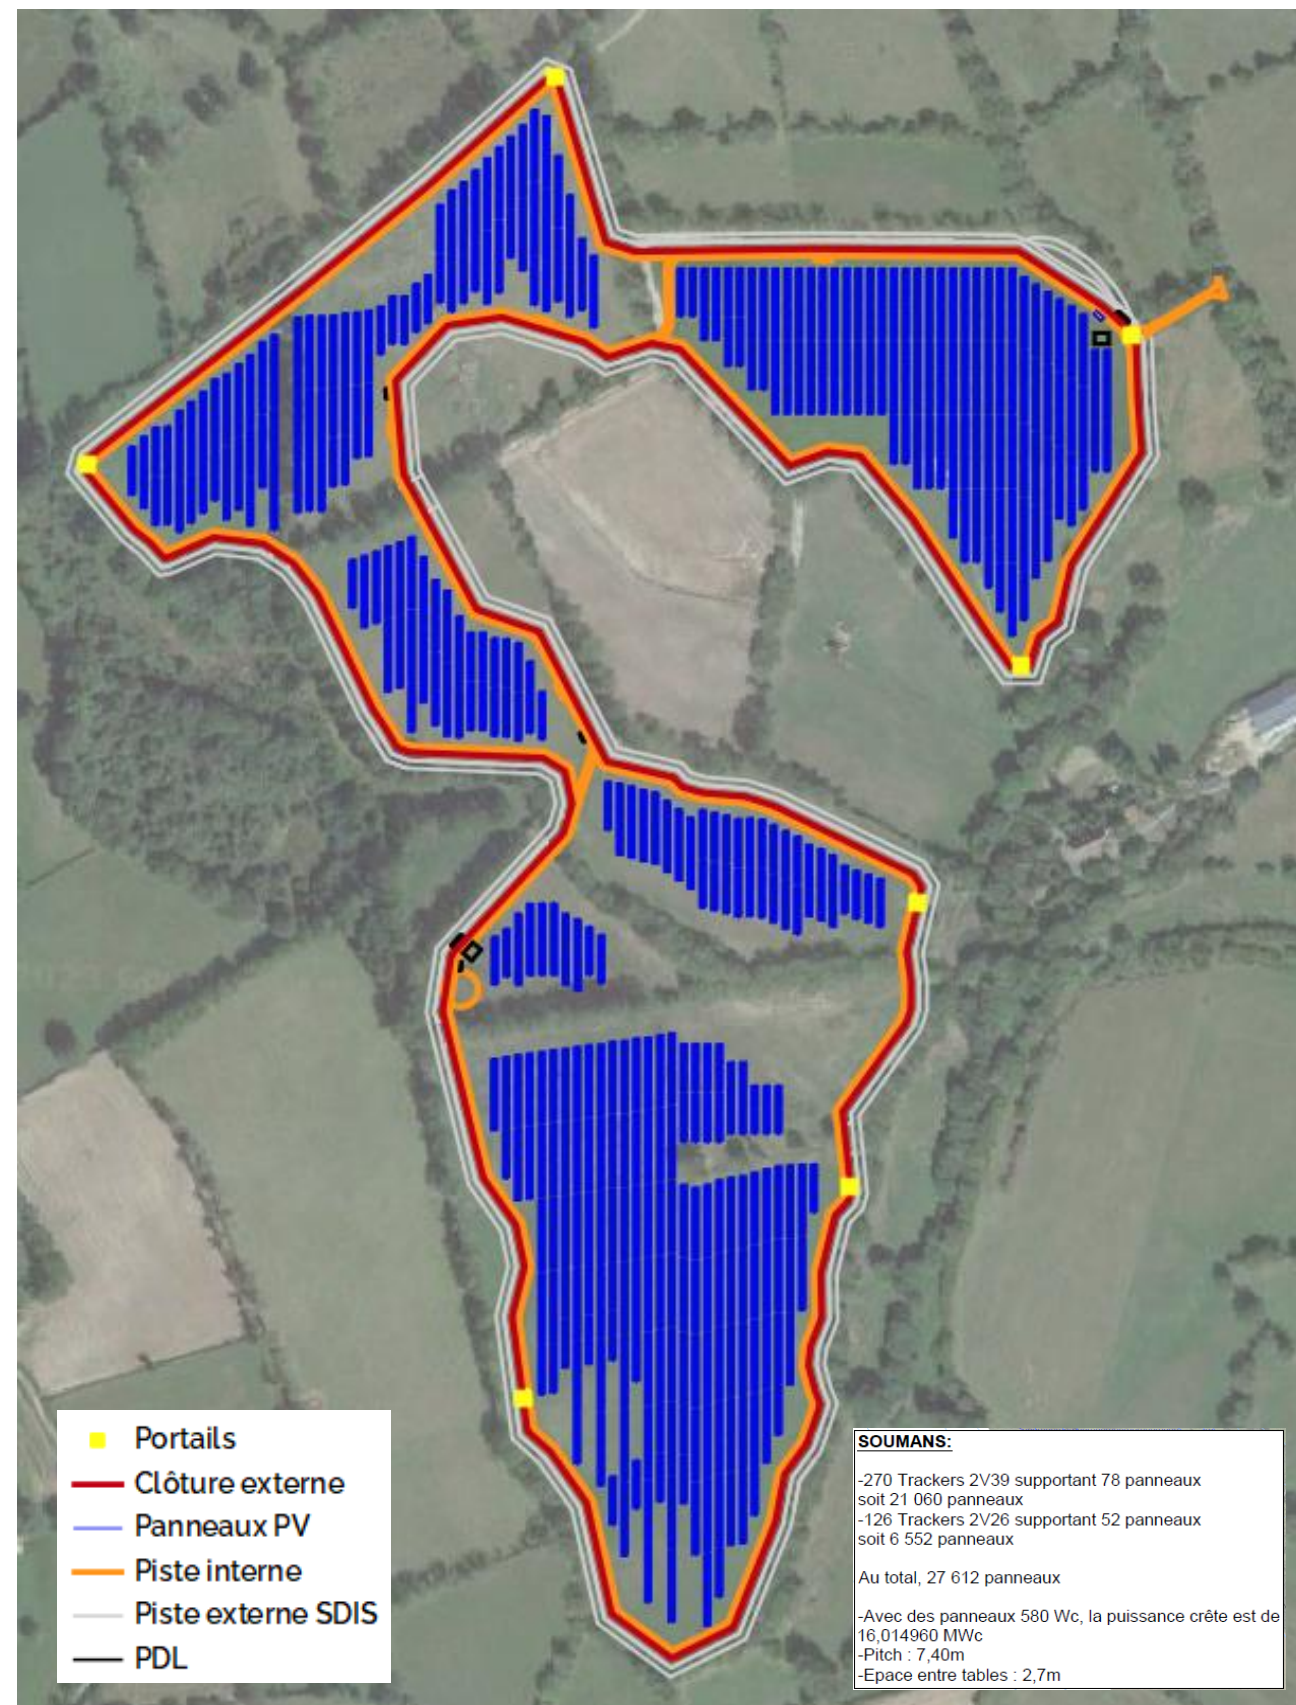 Portails
Clôture externe
Panneaux PV
Piste interne
Piste externe SDIS
PDL
SOUMANS:
-270 Trackers 2V39 supportant 78 panneaux
soit 21 060 panneaux
-126 Trackers 2V26 supportant 52 panneaux
soit 6 552 panneaux
Au total, 27 612 panneaux
-Avec des panneaux 580 Wc, la puissance crête est de
16,014960 MWc
-Pitch : 7,40m
-Epace entre tables : 2,7m